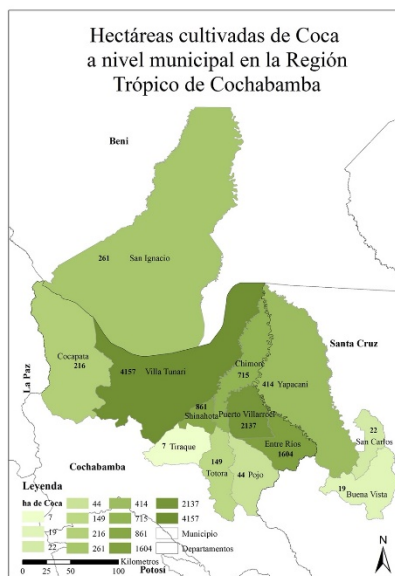 Hectáreas cultivadas de Coca
a nivel municipal en la Región
Trópico de Cochabamba
Beni
261 San Ignacio
La Paz
Cocapata
216
4157 Villa Tunari
Chimoré
715
Santa Cruz
414 Yapacani
861
Shinahota
Puerto Villarroel
2137
Entre Ríos
1604
22
San Carlos
7 Tiraque
149
Totora
44 Pojo
19
Buena Vista
Cochabamba
Leyenda
ha de Coca
7
19
22
44
149
216
261
414
715
861
1604
2137
4157
Municipio
Departamentos
Kilometros
0 25 50 100
Potosí
N